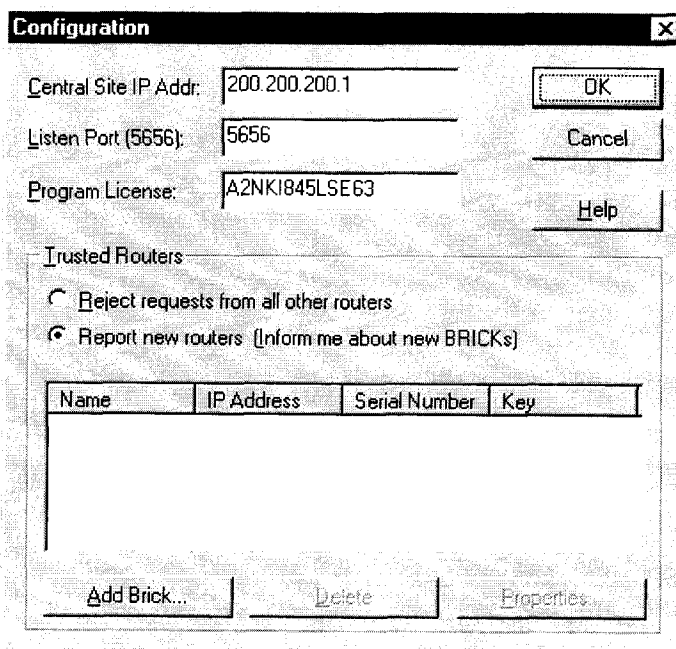 Configuration
Central Site IP Addr: 200.200.200.1 OK
Listen Port (5656): 5656 Cancel
Program License: A2NKI845LSE63 Help
Trusted Routers
Reject requests from all other routers
Report new routers (Inform me about new BRICKs)
Name IP Address Serial Number Key
Add Brick... Delete Properties...